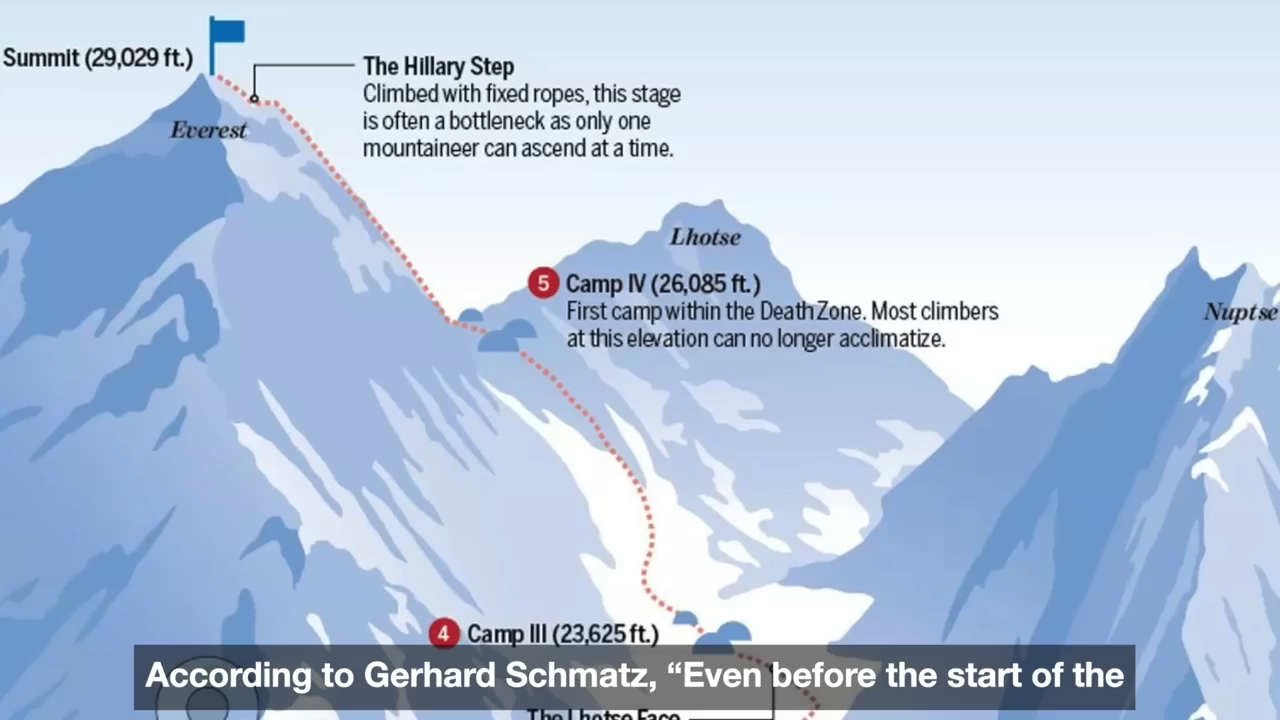 Summit (29,029 ft.)
The Hillary Step
Climbed with fixed ropes, this stage
is often a bottleneck as only one
mountaineer can ascend at a time.
Everest
Lhotse
5 Camp IV (26,085 ft.)
First camp within the Death Zone. Most climbers
at this elevation can no longer acclimatize.
Nuptse
4 Camp III (23,625 ft.)
According to Gerhard Schmatz, “Even before the start of the
The Lhotse Face